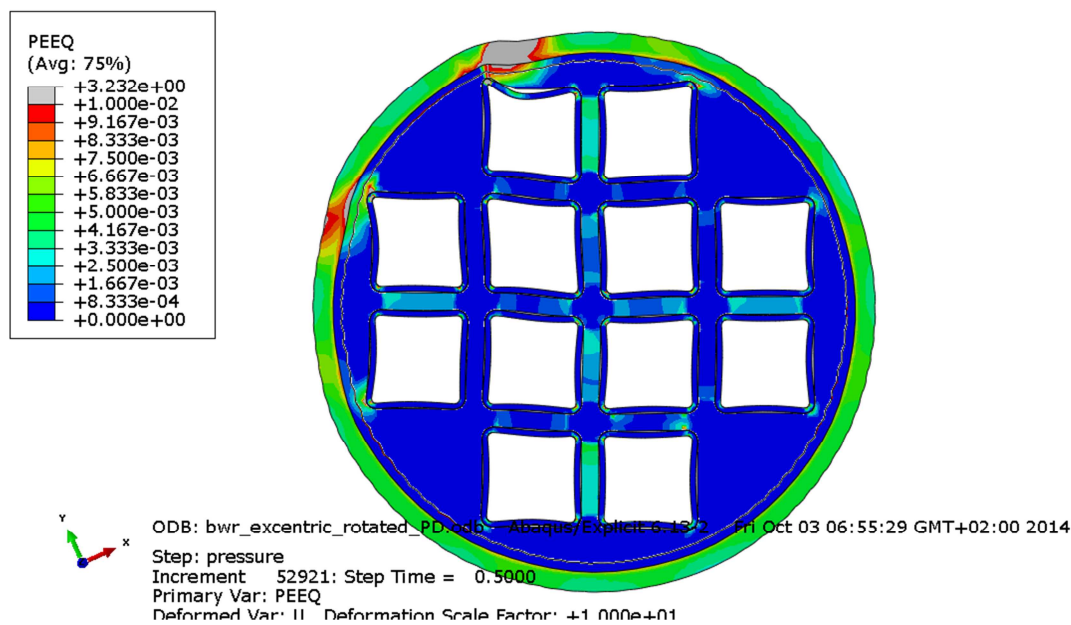 PEEQ
(Avg: 75%)
+3.232e+00
+1.000e-02
+9.167e-03
+8.333e-03
+7.500e-03
+6.667e-03
+5.833e-03
+5.000e-03
+4.167e-03
+3.333e-03
+2.500e-03
+1.667e-03
+8.333e-04
+0.000e+00
Y
X
ODB: bwr_excentric_rotated_PD.odb Abaqus/Explicit 6.13-2 Fri Oct 03 06:55:29 GMT+02:00 2014
Step: pressure
Increment 52921: Step Time = 0.5000
Primary Var: PEEQ
Deformed Var: U Deformation Scale Factor: +1.000e+01